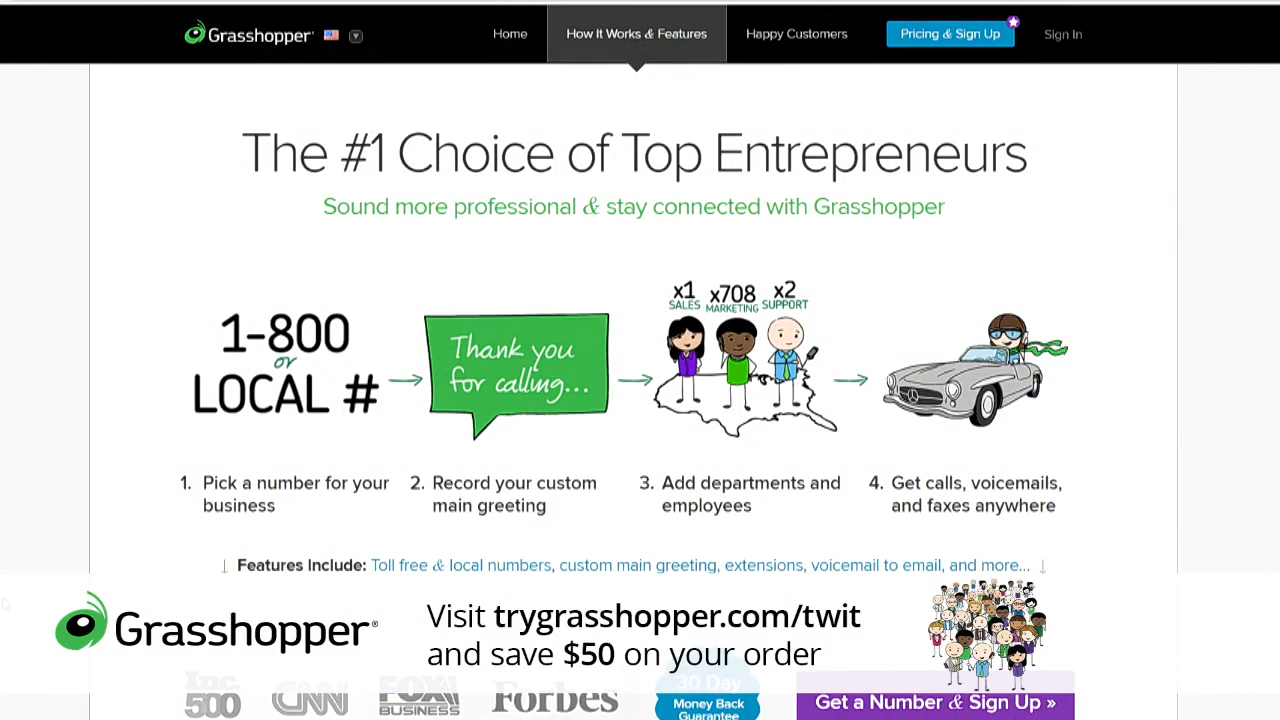 Grasshopper
Home
How It Works & Features
Happy Customers
Pricing & Sign Up
Sign In
The #1 Choice of Top Entrepreneurs
Sound more professional & stay connected with Grasshopper
1-800
or
LOCAL #
Thank you
for calling...
x1
SALES
x708
MARKETING
x2
SUPPORT
1. Pick a number for your
business
2. Record your custom
main greeting
3. Add departments and
employees
4. Get calls, voicemails,
and faxes anywhere
Features Include: Toll free & local numbers, custom main greeting, extensions, voicemail to email, and more...
Grasshopper®
Visit trygrasshopper.com/twit
and save $50 on your order
Inc.
500
CNN
FOX
BUSINESS
Forbes
30 Day
Money Back
Guarantee
Get a Number & Sign Up »